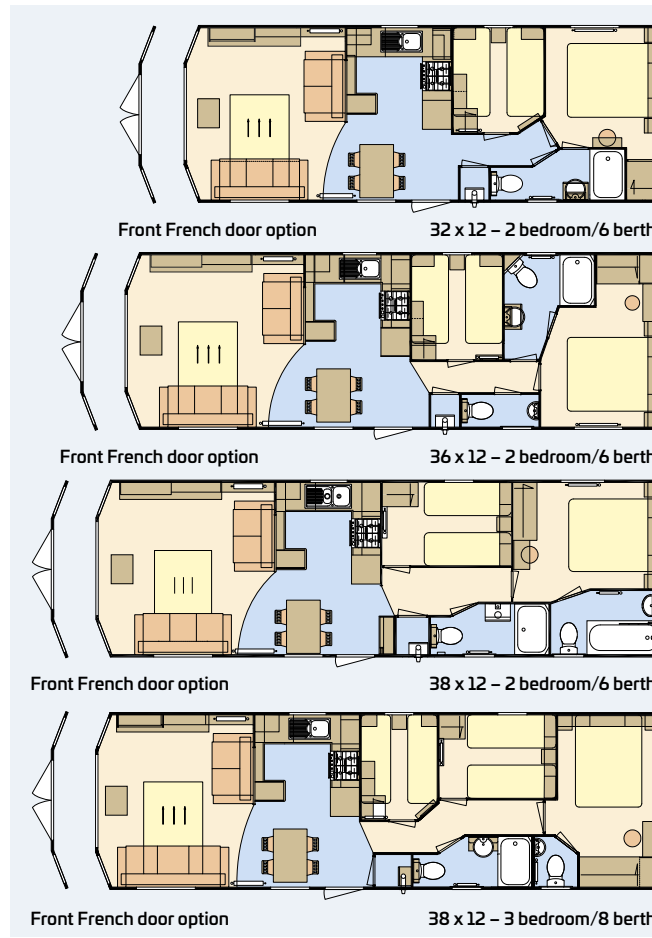 Front French door option 32 x 12 – 2 bedroom/6 berth
Front French door option 36 x 12 – 2 bedroom/6 berth
Front French door option 38 x 12 – 2 bedroom/6 berth
Front French door option 38 x 12 – 3 bedroom/8 berth